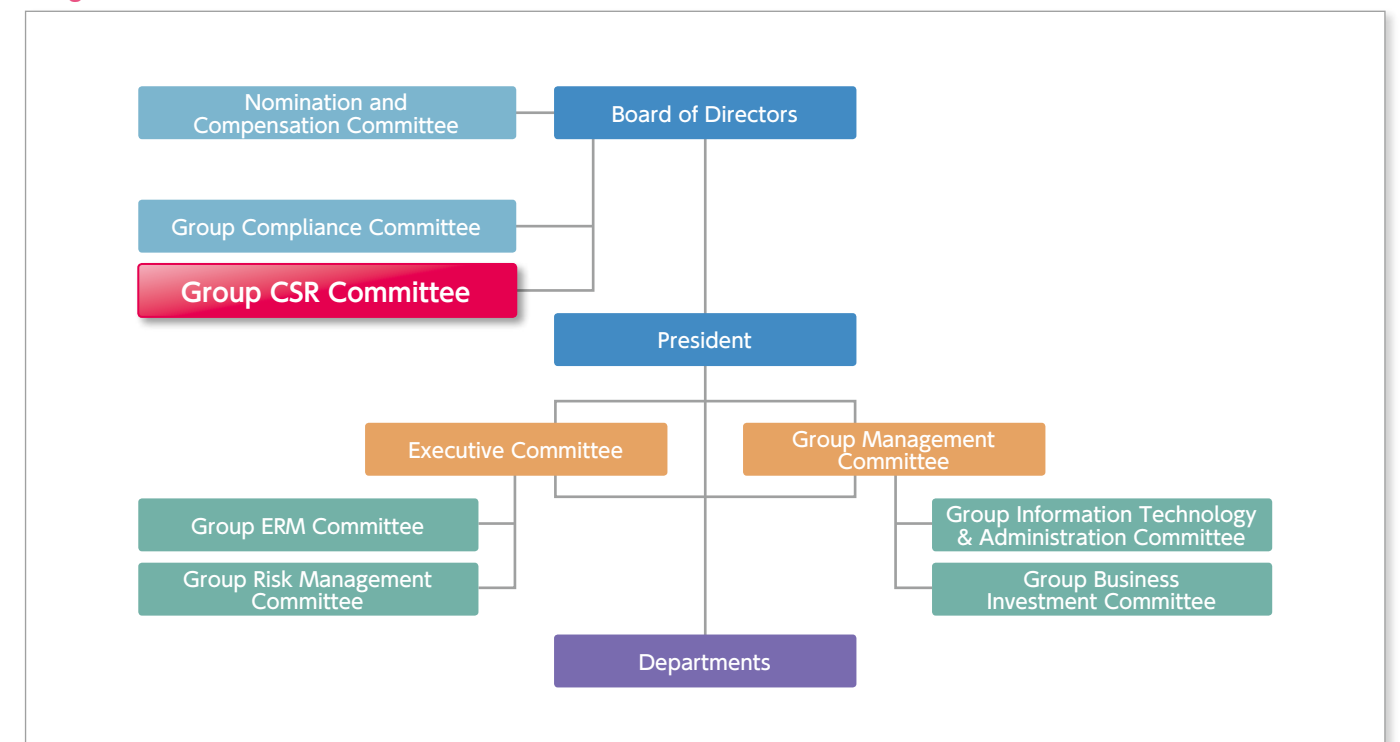 Nomination and
Compensation Committee
Board of Directors
Group Compliance Committee
Group CSR Committee
President
Executive Committee
Group Management
Committee
Group ERM Committee
Group Information Technology
& Administration Committee
Group Risk Management
Committee
Group Business
Investment Committee
Departments